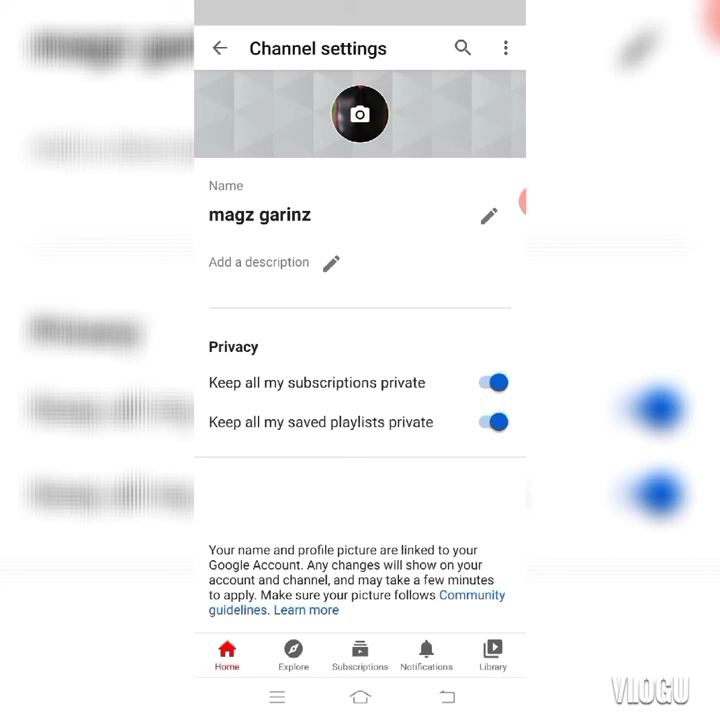 Channel settings
Name
magz garinz
Add a description
Privacy
Keep all my subscriptions private
Keep all my saved playlists private
Your name and profile picture are linked to your
Google Account. Any changes will show on your
account and channel, and may take a few minutes
to apply. Make sure your picture follows Community
guidelines. Learn more
Home Explore Subscriptions Notifications Library
VLOGU